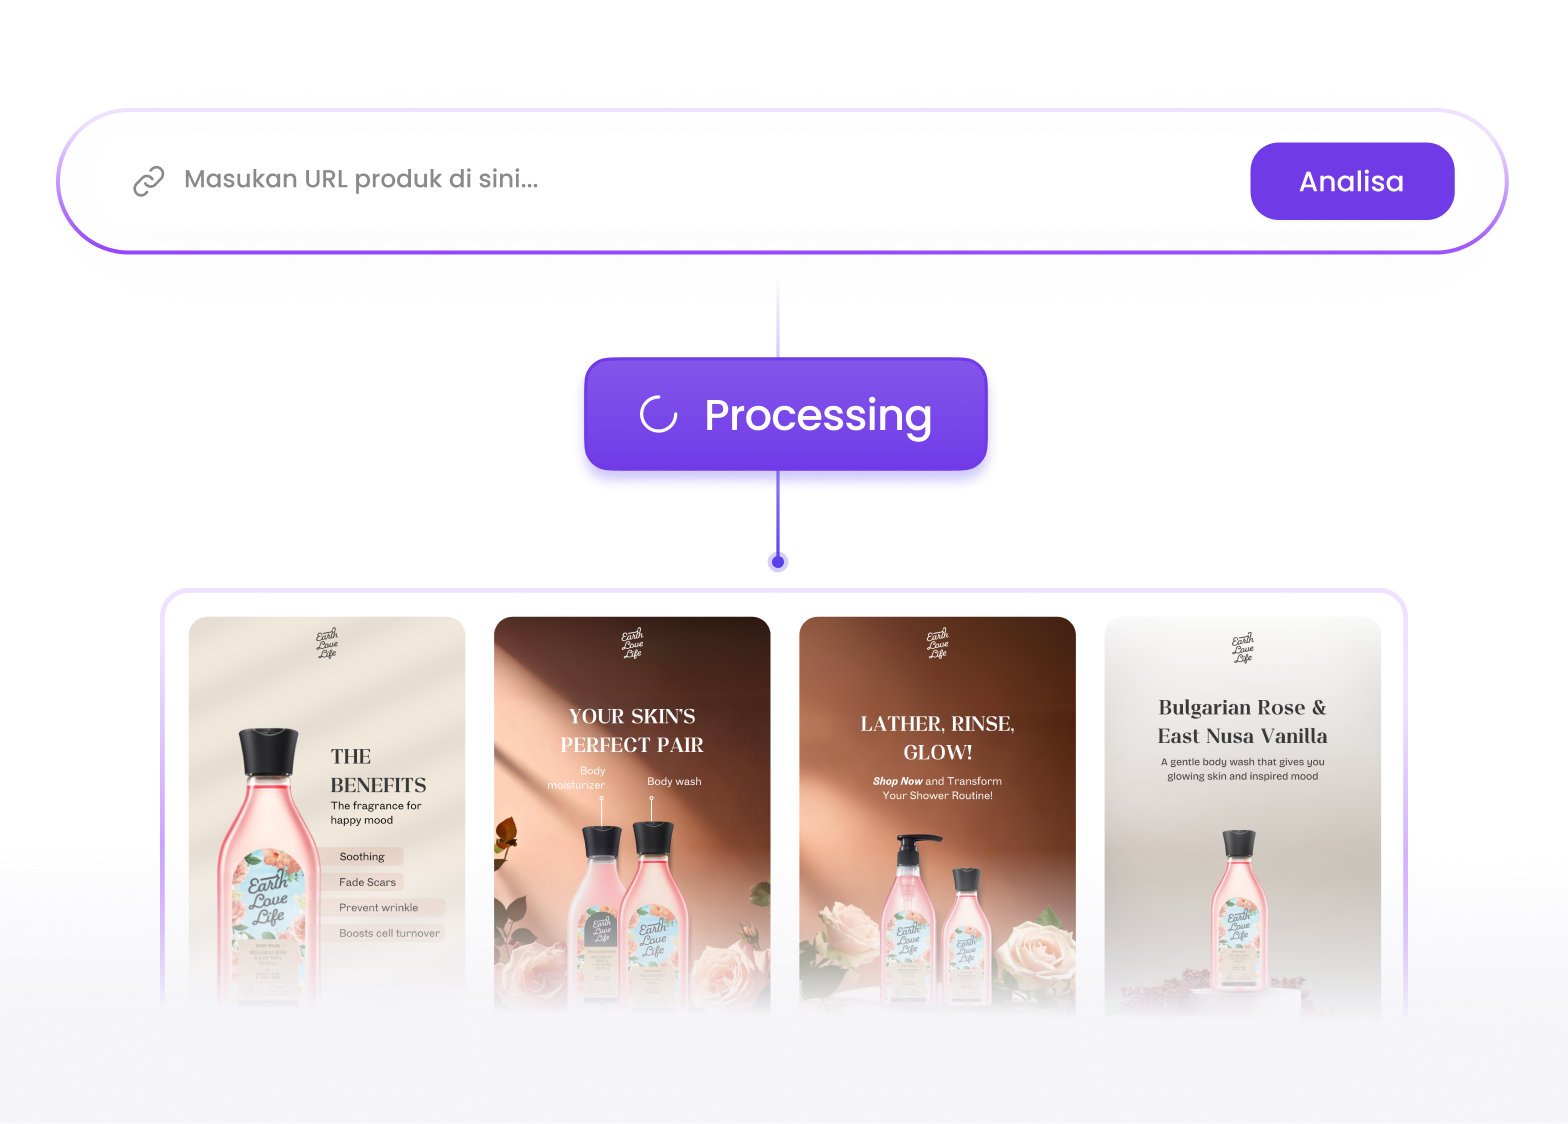 Masukan URL produk di sini...
Analisa
Processing
Earth
Love
Life
THE
BENEFITS
The fragrance for
happy mood
Soothing
Fade Scars
Prevent wrinkle
Boosts cell turnover
Earth
Love
Life
Earth
Love
Life
YOUR SKIN'S
PERFECT PAIR
Body
moisturizer
Body wash
Earth
Love
Life
Earth
Love
Life
Earth
Love
Life
LATHER, RINSE,
GLOW!
Shop Now and Transform
Your Shower Routine!
Earth
Love
Life
Earth
Love
Life
Earth
Love
Life
Bulgarian Rose &
East Nusa Vanilla
A gentle body wash that gives you
glowing skin and inspired mood
Earth
Love
Life